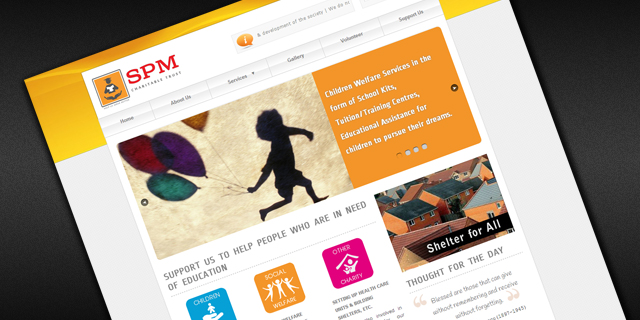 & development of the society ! We do n
SPM
CHARITABLE TRUST
Home
About Us
Services
Gallery
Volunteer
Support Us
Children Welfare Services in the
form of School Kits,
Tuition/Training Centres,
Educational Assistance for
children to pursue their dreams.
SUPPORT US TO HELP PEOPLE WHO ARE IN NEED
OF EDUCATION
CHILDREN
SOCIAL
WELFARE
OTHER
CHARITY
SETTING UP HEALTH CARE
UNITS & BUILDING
SHELTERS, ETC.
WELFARE
Shelter for All
THOUGHT FOR THE DAY
Blessed are those that can give
without remembering and receive
without forgetting.